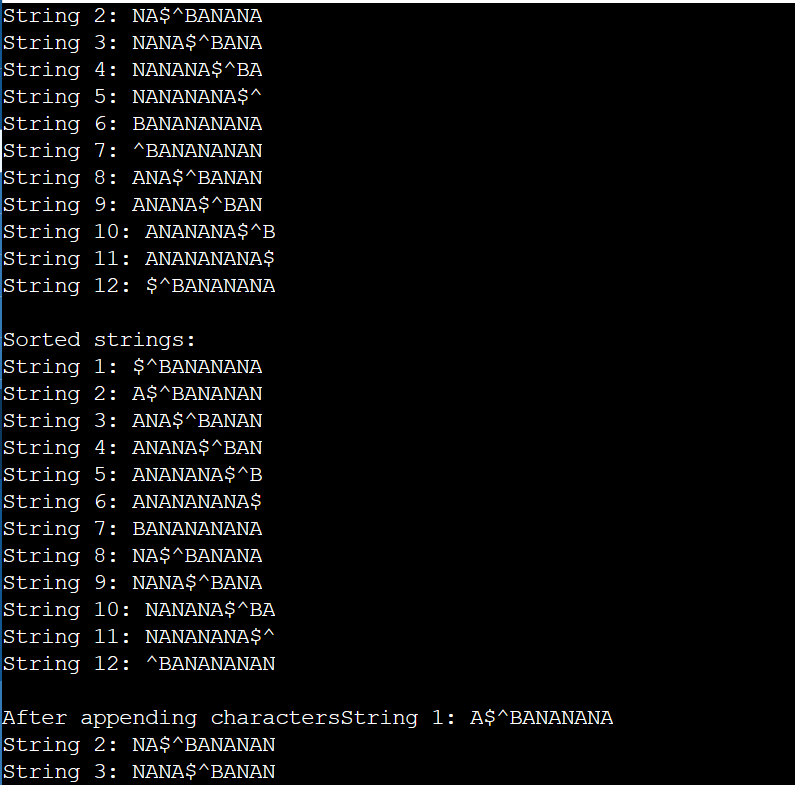 String 2: NA$^BANANA
String 3: NANA$^BANA
String 4: NANANA$^BA
String 5: NANANANA$^
String 6: BANANANANA
String 7: ^BANANANAN
String 8: ANA$^BANAN
String 9: ANANA$^BAN
String 10: ANANANA$^B
String 11: ANANANANA$
String 12: $^BANANANA

Sorted strings:
String 1: $^BANANANA
String 2: A$^BANANAN
String 3: ANA$^BANAN
String 4: ANANA$^BAN
String 5: ANANANA$^B
String 6: ANANANANA$
String 7: BANANANANA
String 8: NA$^BANANA
String 9: NANA$^BANA
String 10: NANANA$^BA
String 11: NANANANA$^
String 12: ^BANANANAN

After appending charactersString 1: A$^BANANANA
String 2: NA$^BANANAN
String 3: NANA$^BANAN